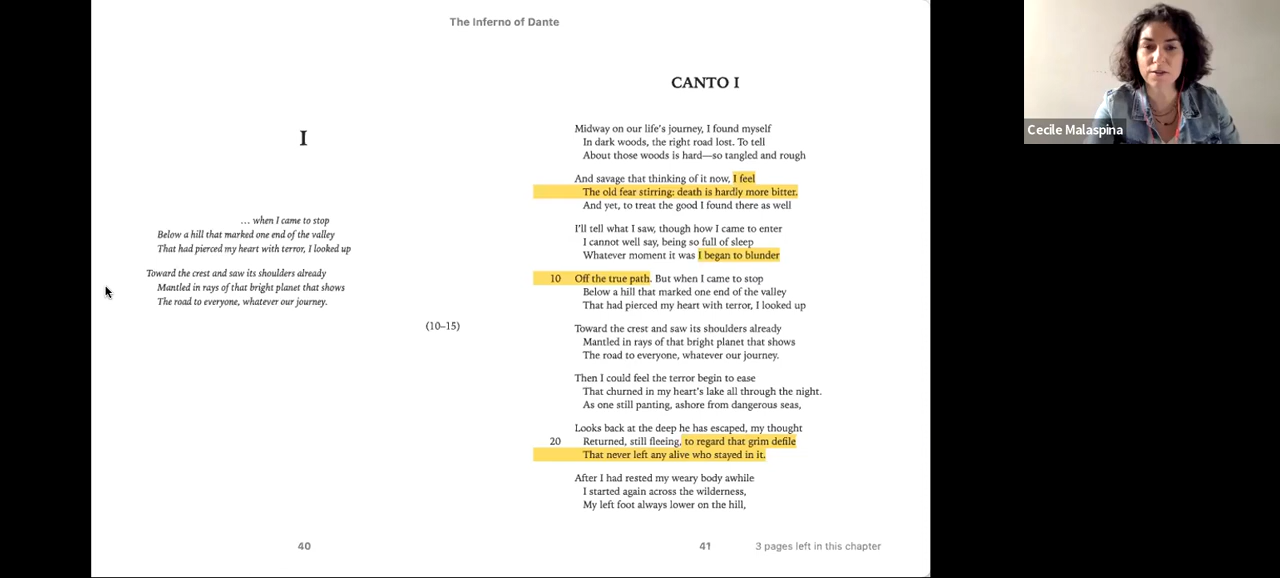 The Inferno of Dante
I
… when I came to stop
Below a hill that marked one end of the valley
That had pierced my heart with terror, I looked up
Toward the crest and saw its shoulders already
Mantled in rays of that bright planet that shows
The road to everyone, whatever our journey.
(10–15)
40
CANTO I
Midway on our life's journey, I found myself
In dark woods, the right road lost. To tell
About those woods is hard—so tangled and rough
And savage that thinking of it now, I feel
The old fear stirring: death is hardly more bitter.
And yet, to treat the good I found there as well
I'll tell what I saw, though how I came to enter
I cannot well say, being so full of sleep
Whatever moment it was I began to blunder
10 Off the true path. But when I came to stop
Below a hill that marked one end of the valley
That had pierced my heart with terror, I looked up
Toward the crest and saw its shoulders already
Mantled in rays of that bright planet that shows
The road to everyone, whatever our journey.
Then I could feel the terror begin to ease
That churned in my heart's lake all through the night.
As one still panting, ashore from dangerous seas,
Looks back at the deep he has escaped, my thought
20 Returned, still fleeing, to regard that grim defile
That never left any alive who stayed in it.
After I had rested my weary body awhile
I started again across the wilderness,
My left foot always lower on the hill,
41 3 pages left in this chapter
Cecile Malaspina